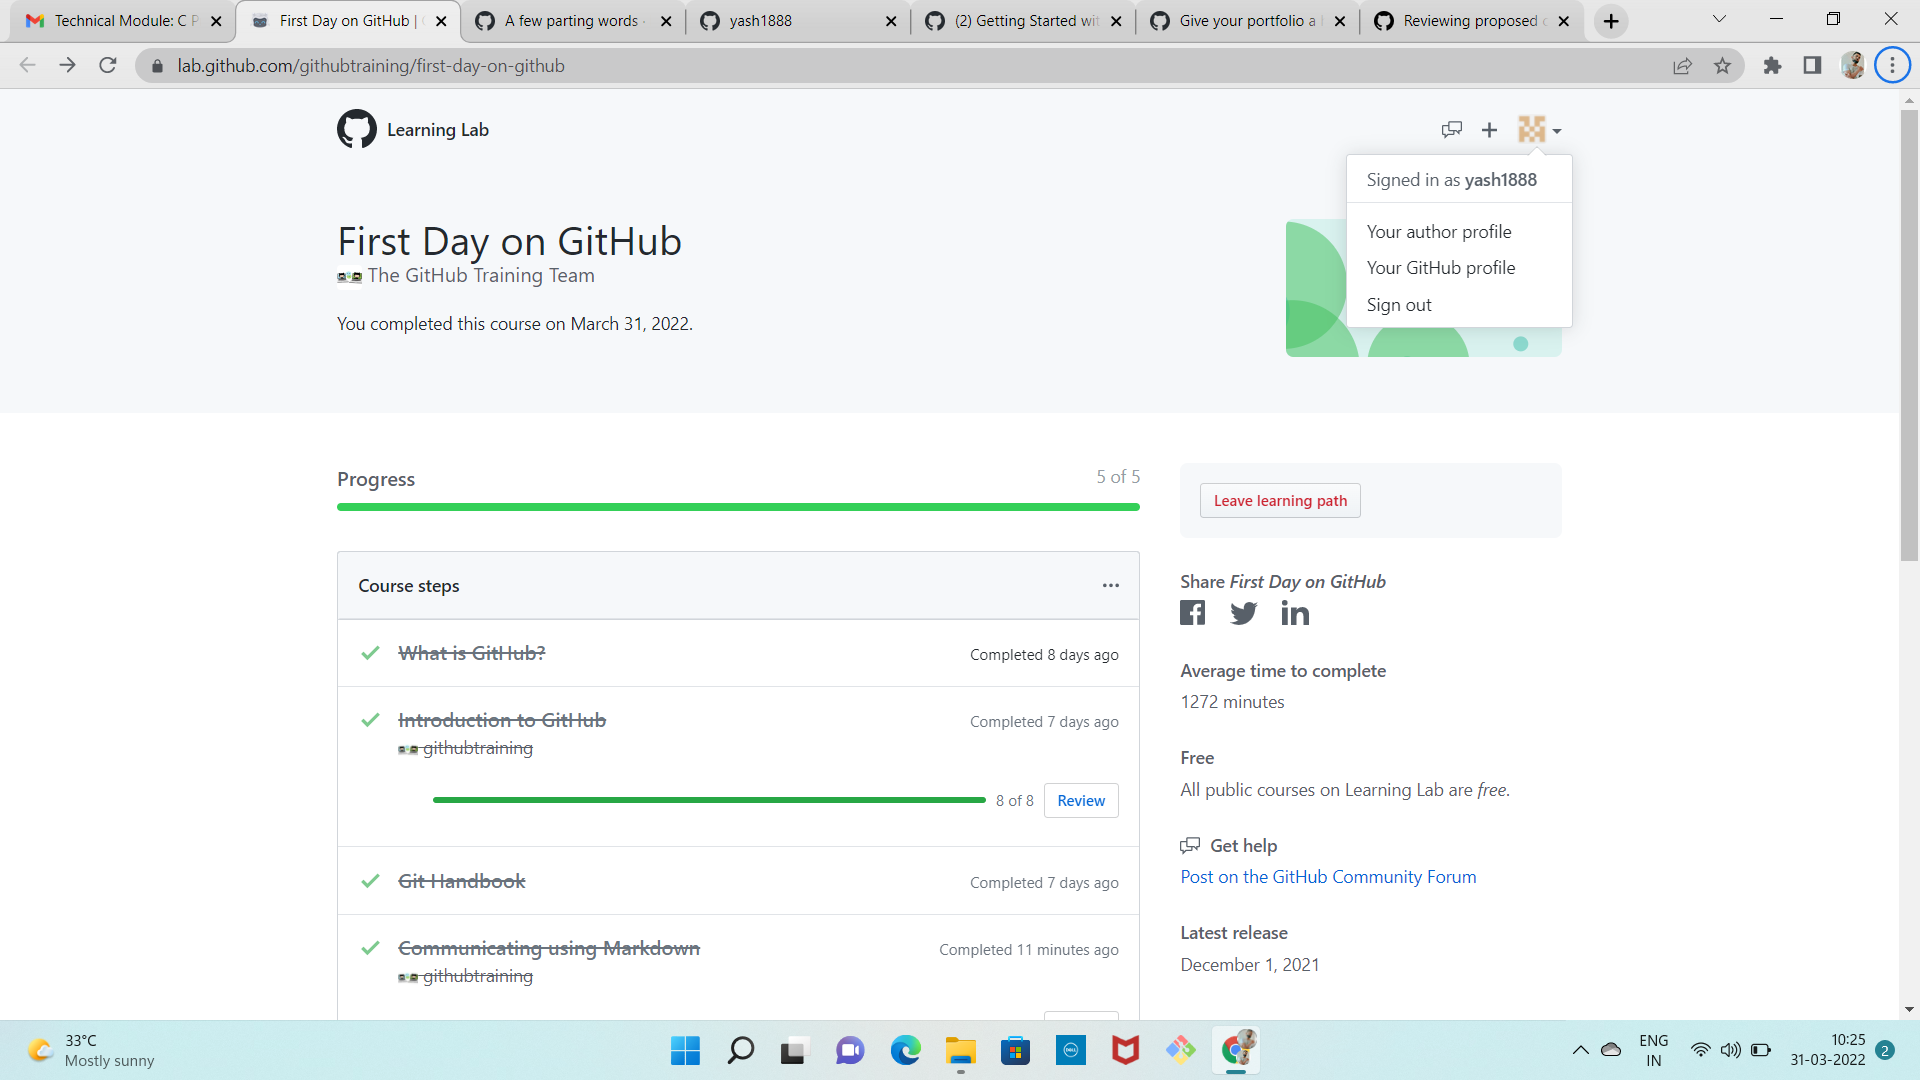 Technical Module: C P
First Day on GitHub |
A few parting words
yash1888
(2) Getting Started wit
Give your portfolio a
Reviewing proposed
lab.github.com/githubtraining/first-day-on-github
Learning Lab
Signed in as yash1888
Your author profile
Your GitHub profile
Sign out
First Day on GitHub
The GitHub Training Team
You completed this course on March 31, 2022.
Progress
5 of 5
Leave learning path
Course steps
What is GitHub?
Completed 8 days ago
Introduction to GitHub
Completed 7 days ago
githubtraining
8 of 8
Review
Git Handbook
Completed 7 days ago
Communicating using Markdown
Completed 11 minutes ago
githubtraining
Share First Day on GitHub
Average time to complete
1272 minutes
Free
All public courses on Learning Lab are free.
Get help
Post on the GitHub Community Forum
Latest release
December 1, 2021
33°C
Mostly sunny
DELL
ENG
IN
10:25
31-03-2022
2